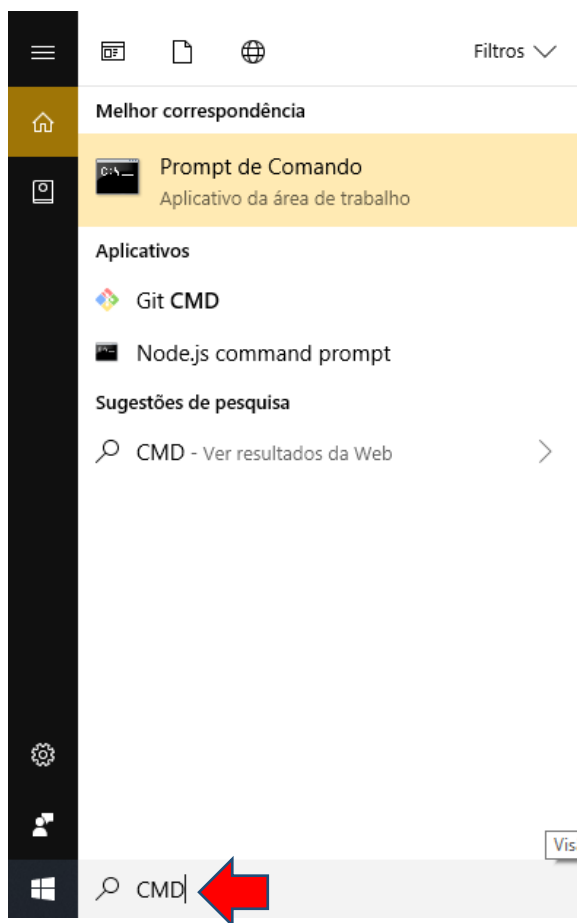 Filtros
Melhor correspondência
Prompt de Comando
Aplicativo da área de trabalho
Aplicativos
Git CMD
Node.js command prompt
Sugestões de pesquisa
CMD - Ver resultados da Web
CMD